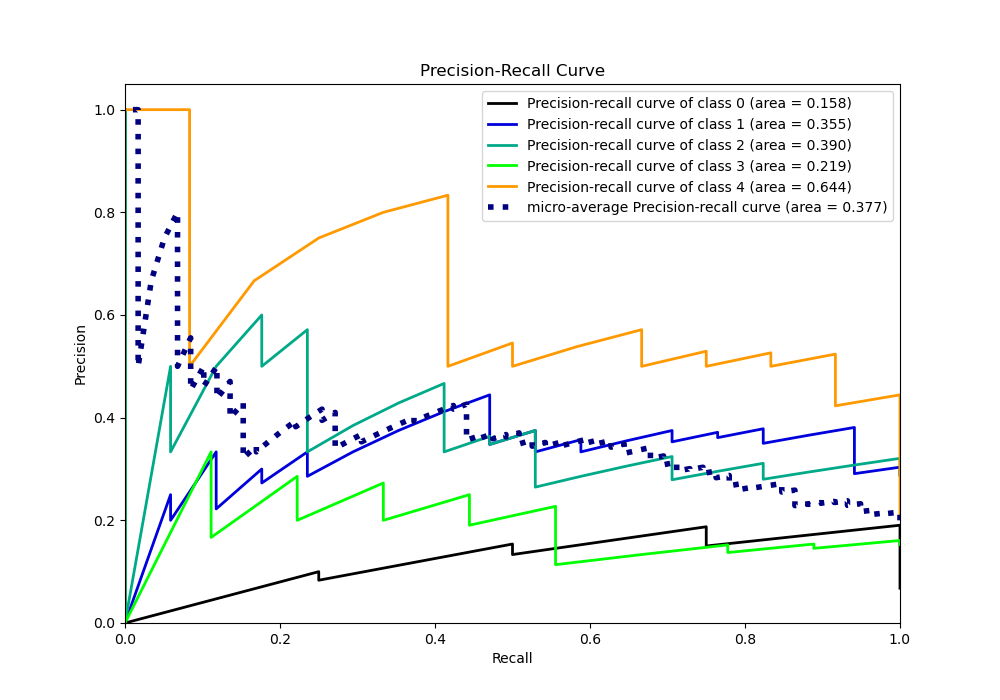 Precision-Recall Curve
Precision-recall curve of class 0 (area = 0.158)
Precision-recall curve of class 1 (area = 0.355)
Precision-recall curve of class 2 (area = 0.390)
Precision-recall curve of class 3 (area = 0.219)
Precision-recall curve of class 4 (area = 0.644)
micro-average Precision-recall curve (area = 0.377)
Precision
1.0
0.8
0.6
0.4
0.2
0.0
0.0 0.2 0.4 0.6 0.8 1.0
Recall